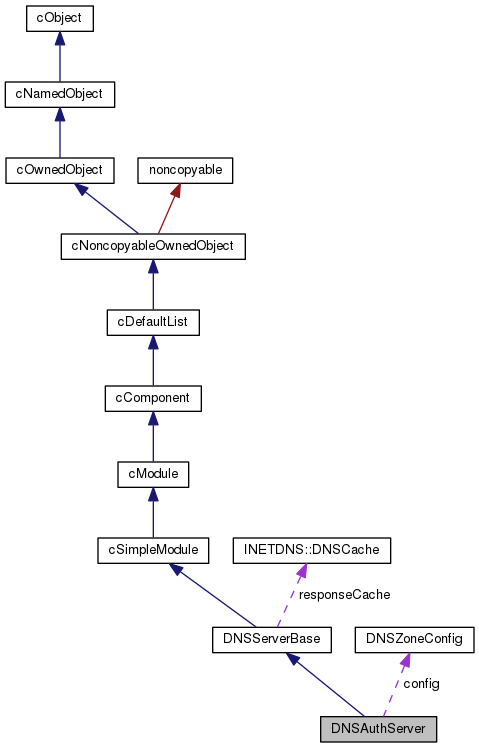 cObject
cNamedObject
cOwnedObject
noncopyable
cNoncopyableOwnedObject
cDefaultList
cComponent
cModule
cSimpleModule
INETDNS::DNSCache
responseCache
DNSServerBase
DNSZoneConfig
config
DNSAuthServer